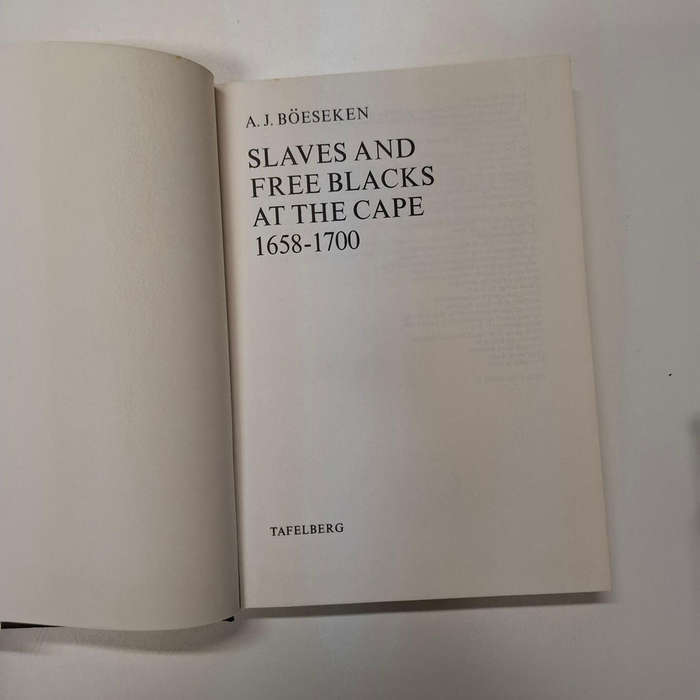 A. J. BÖESEKEN
SLAVES AND
FREE BLACKS
AT THE CAPE
1658-1700
TAFELBERG